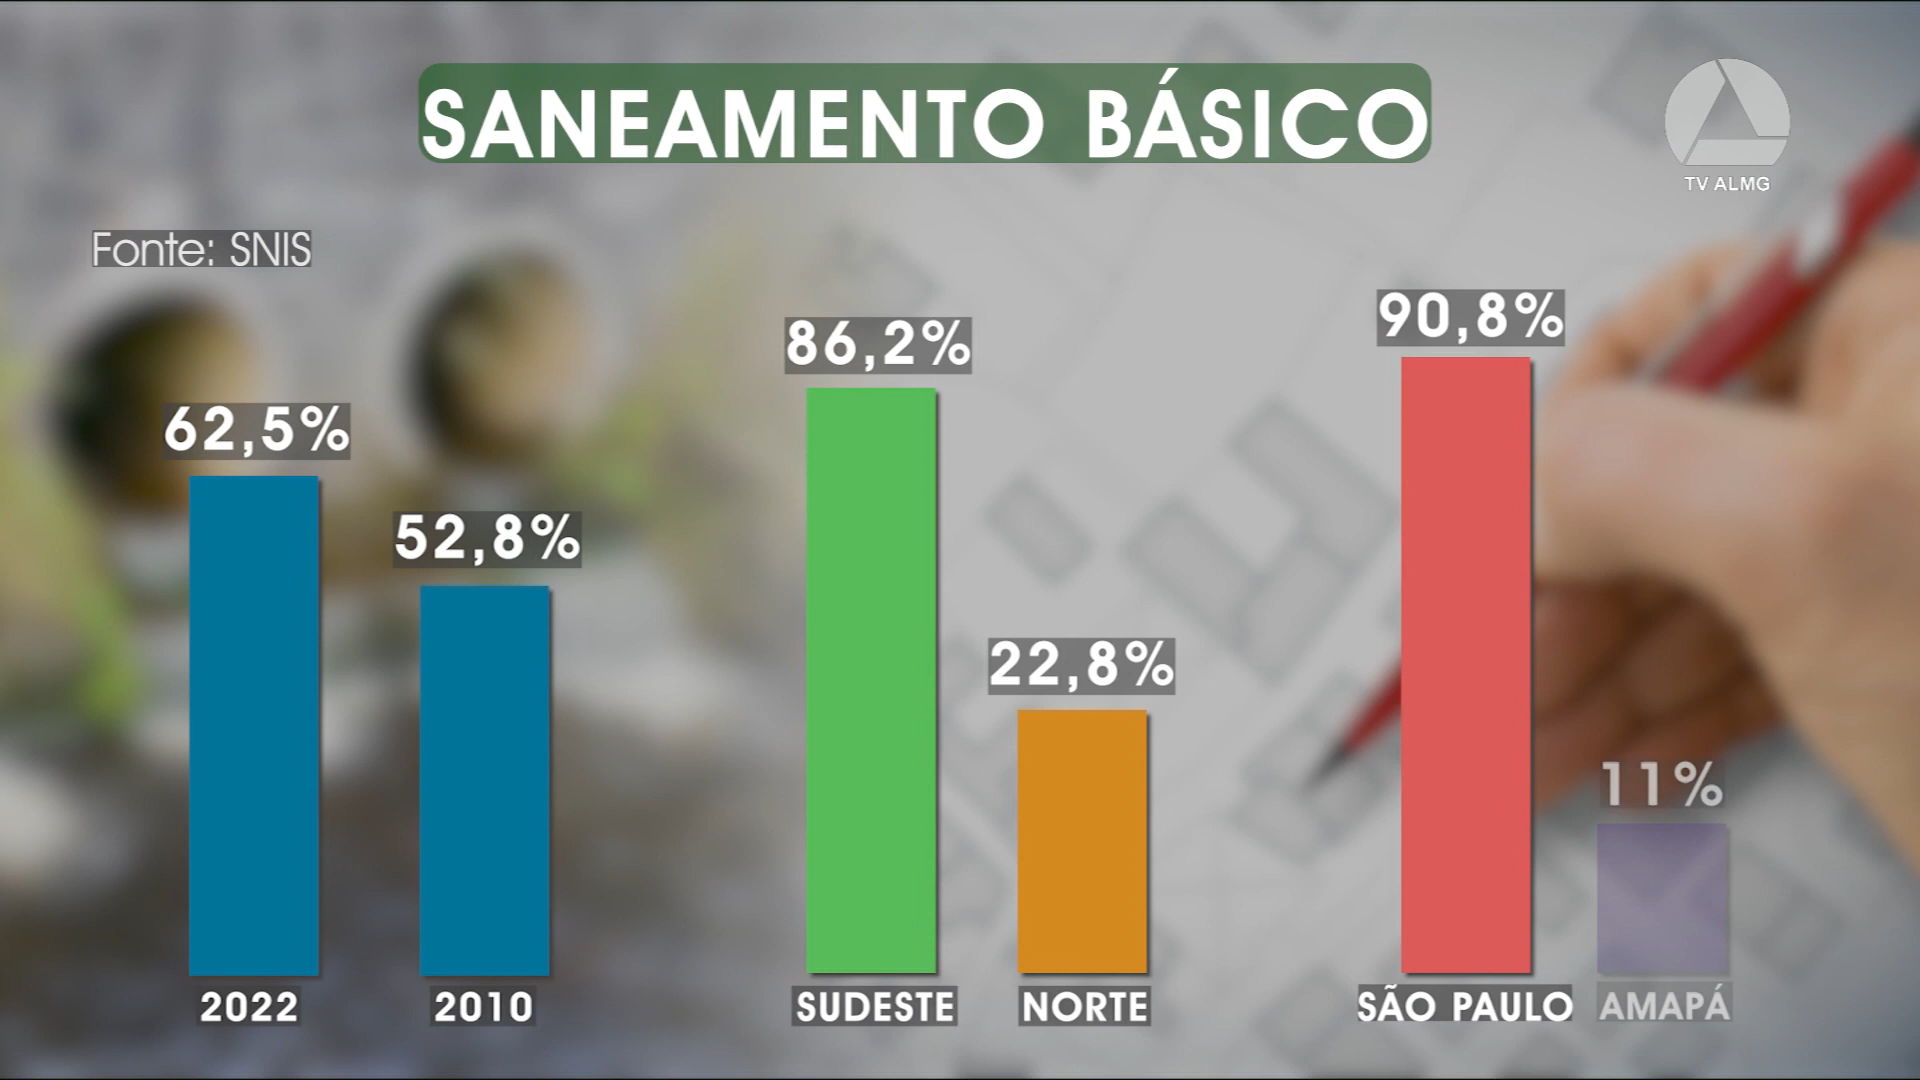 SANEAMENTO BÁSICO
TV ALMG
Fonte: SNIS
62,5%
52,8%
86,2%
22,8%
90,8%
11%
2022
2010
SUDESTE
NORTE
SÃO PAULO
AMAPÁ